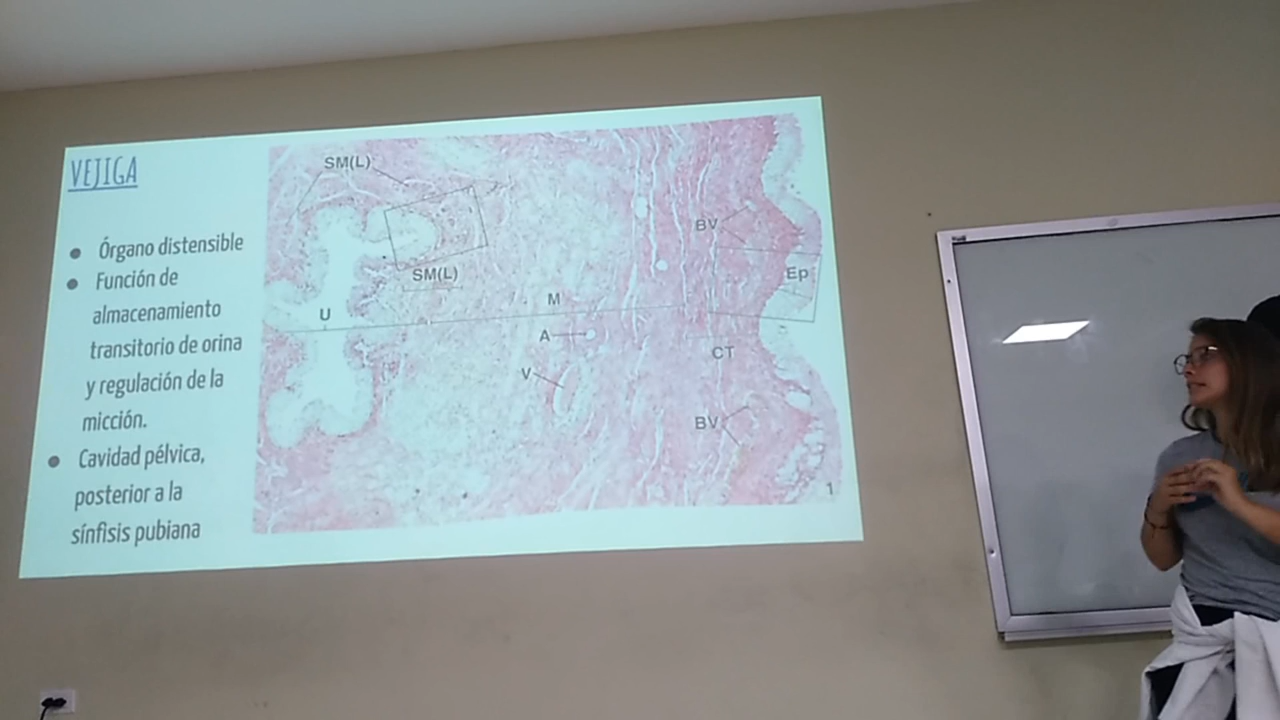 VEJIGA
Órgano distensible
Función de
almacenamiento
transitorio de orina
y regulación de la
micción.
Cavidad pélvica,
posterior a la
sínfisis pubiana
SM(L)
SM(L)
U
M
A
V
BV
Ep
CT
BV
1